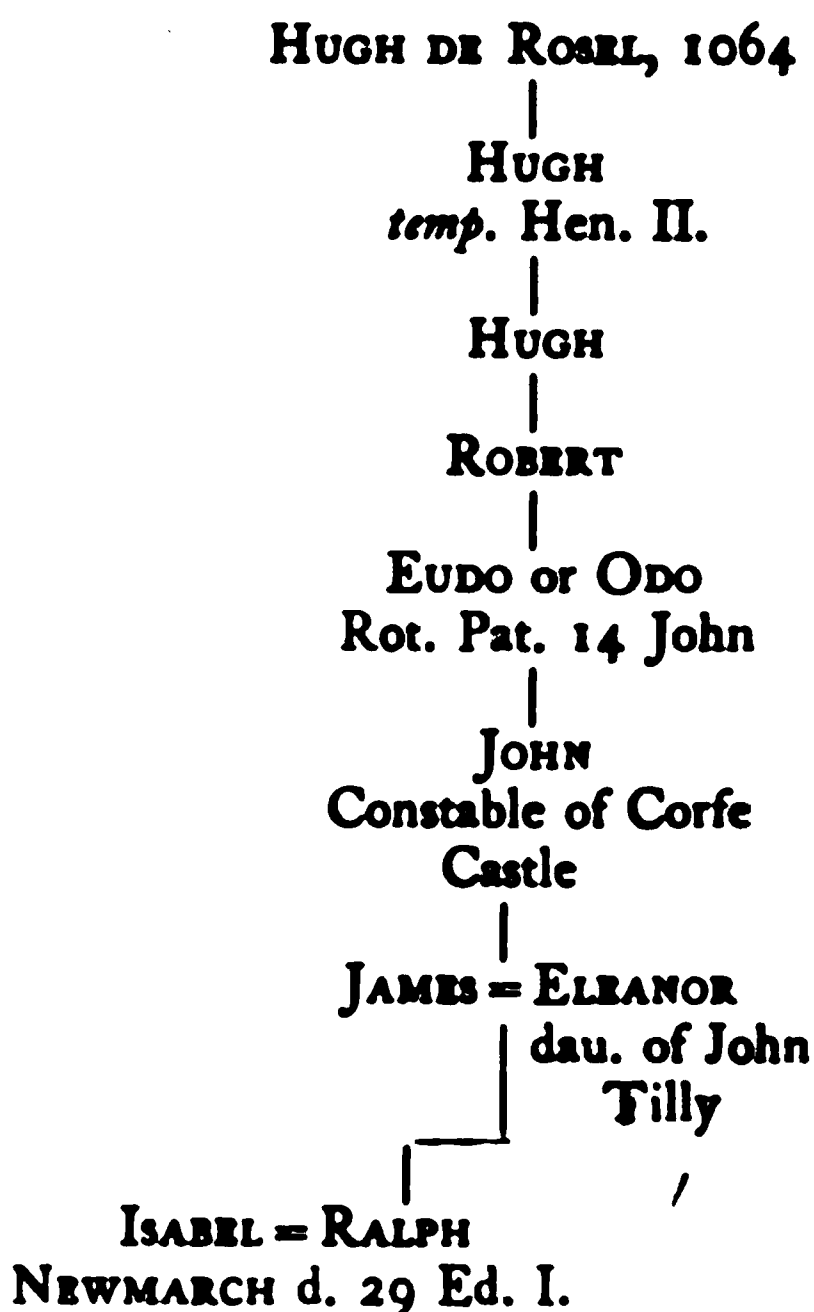 HUGH DE ROSEL, 1064
HUGH
temp. Hen. II.
HUGH
ROBERT
EUDO or ODO
Rot. Pat. 14 John
JOHN
Constable of Corfe
Castle
JAMES = ELEANOR
dau. of John
Tilly
ISABEL = RALPH
NEWMARCH d. 29 Ed. I.